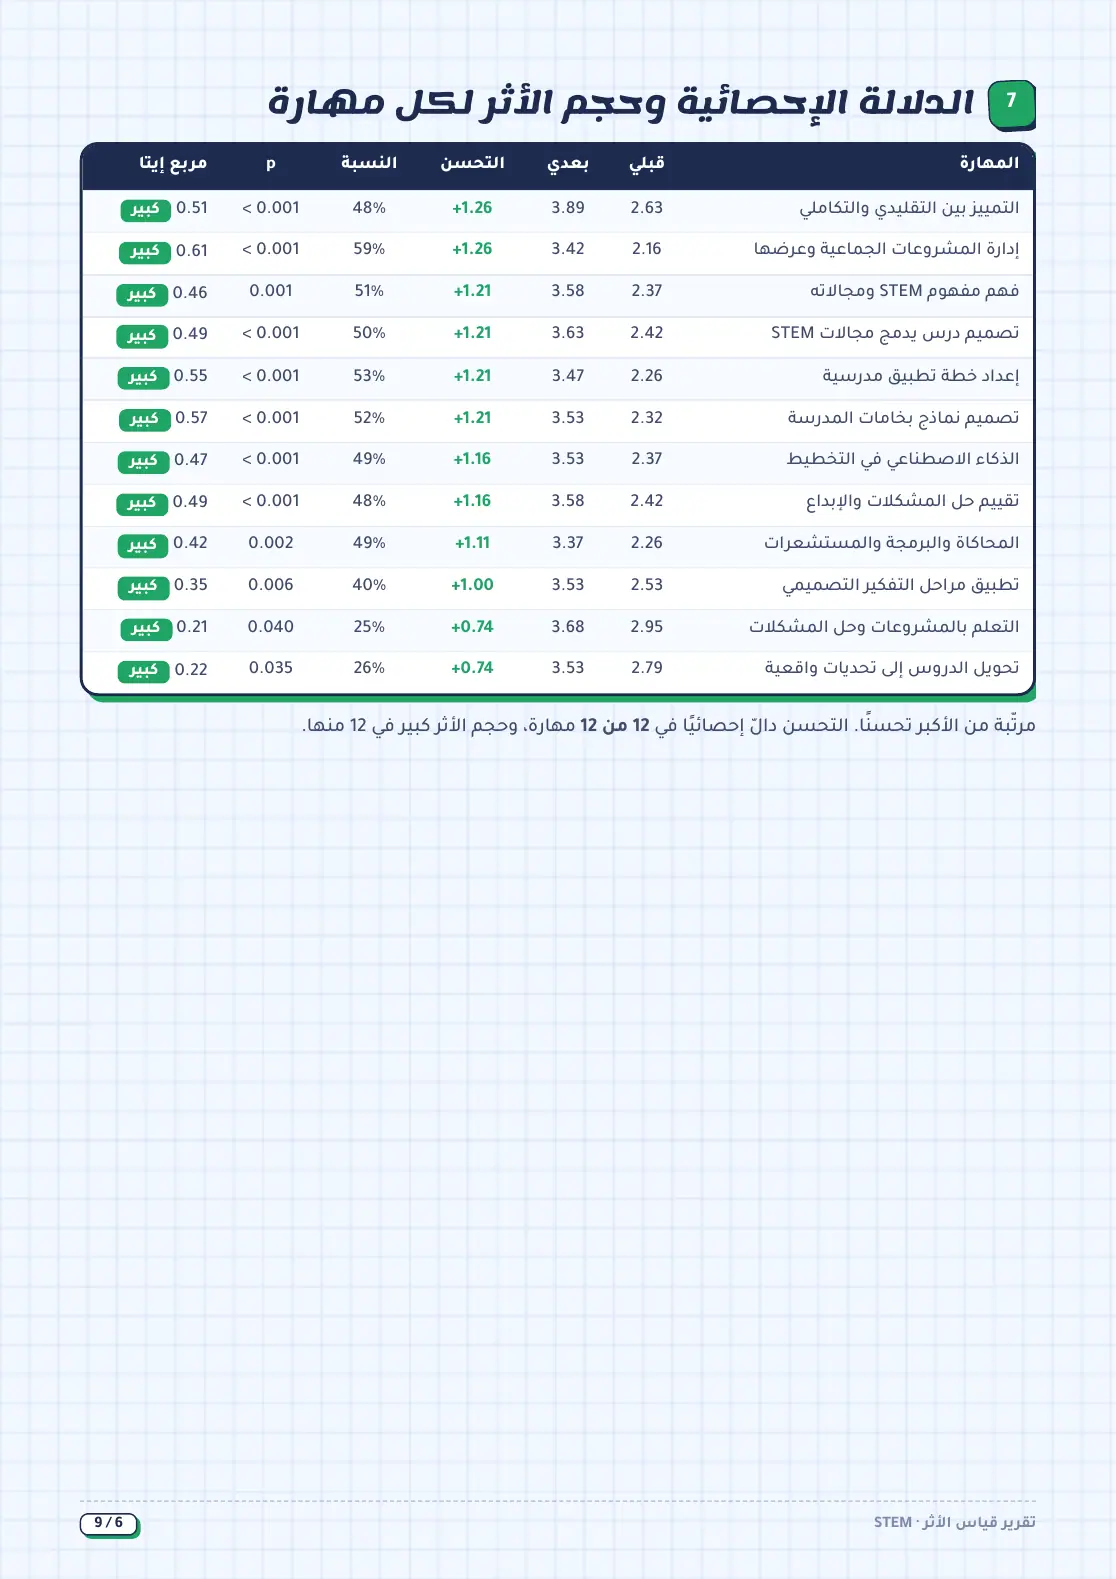 7 الدلالة الإحصائية وحجم الأثر لكل مهارة
المهارة قبلي بعدي التحسن النسبة p مربع إيتا
التمييز بين التقليدي والتكاملي 2.63 3.89 +1.26 48% < 0.001 0.51 كبير
إدارة المشروعات الجماعية وعرضها 2.16 3.42 +1.26 59% < 0.001 0.61 كبير
فهم مفهوم STEM ومجالاته 2.37 3.58 +1.21 51% 0.001 0.46 كبير
تصميم درس يدمج مجالات STEM 2.42 3.63 +1.21 50% < 0.001 0.49 كبير
إعداد خطة تطبيق مدرسية 2.26 3.47 +1.21 53% < 0.001 0.55 كبير
تصميم نماذج بخامات المدرسة 2.32 3.53 +1.21 52% < 0.001 0.57 كبير
الذكاء الاصطناعي في التخطيط 2.37 3.53 +1.16 49% < 0.001 0.47 كبير
تقييم حل المشكلات والإبداع 2.42 3.58 +1.16 48% < 0.001 0.49 كبير
المحاكاة والبرمجة والمستشعرات 2.26 3.37 +1.11 49% 0.002 0.42 كبير
تطبيق مراحل التفكير التصميمي 2.53 3.53 +1.00 40% 0.006 0.35 كبير
التعلم بالمشروعات وحل المشكلات 2.95 3.68 +0.74 25% 0.040 0.21 كبير
تحويل الدروس إلى تحديات واقعية 2.79 3.53 +0.74 26% 0.035 0.22 كبير
مرتّبة من الأكبر تحسنًا. التحسن دالّ إحصائيًا في 12 من 12 مهارة، وحجم الأثر كبير في 12 منها.
تقرير قياس الأثر · STEM
9 / 6